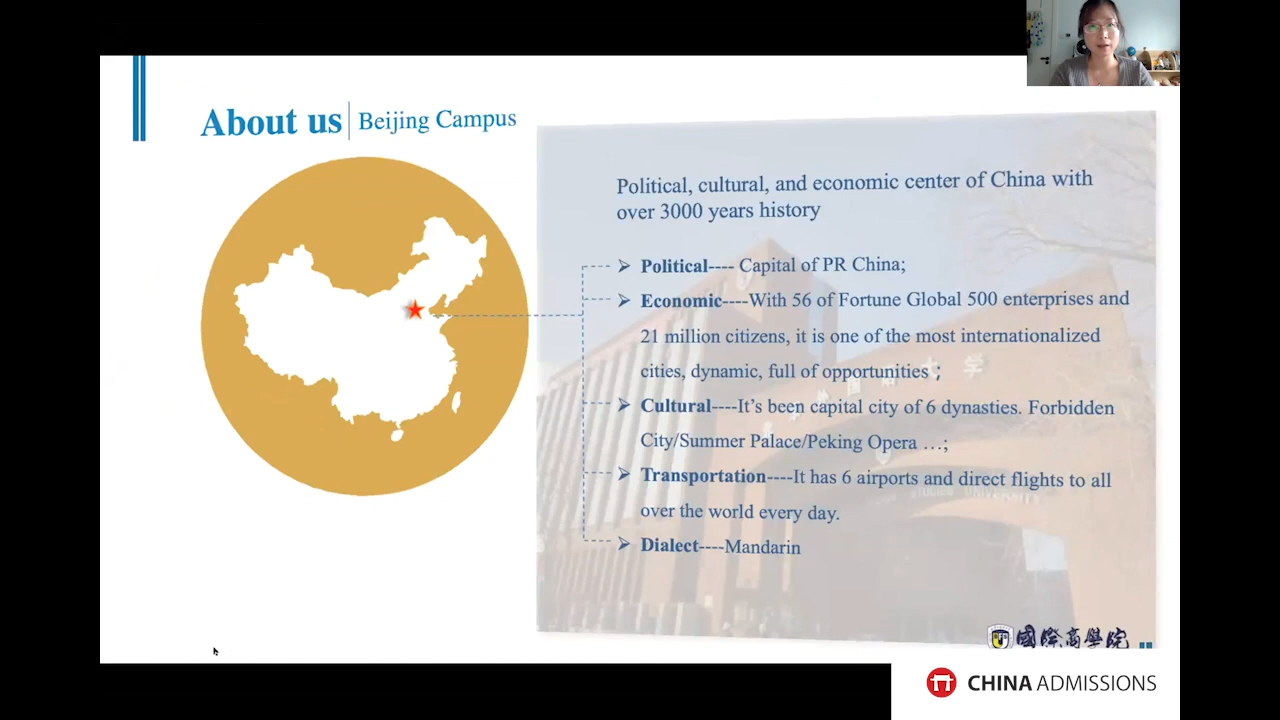 About us
Beijing Campus
Political, cultural, and economic center of China with
over 3000 years history
➢ Political---- Capital of PR China;
➢ Economic----With 56 of Fortune Global 500 enterprises and
21 million citizens, it is one of the most internationalized
cities, dynamic, full of opportunities；
➢ Cultural----It’s been capital city of 6 dynasties. Forbidden
City/Summer Palace/Peking Opera …;
➢ Transportation----It has 6 airports and direct flights to all
over the world every day.
➢ Dialect----Mandarin
國際商學院
CHINA ADMISSIONS